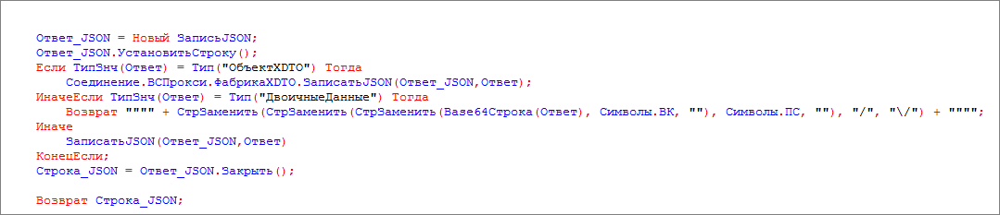 Ответ_JSON = Новый ЗаписьJSON;
Ответ_JSON.УстановитьСтроку();
Если ТипЗнч(Ответ) = Тип("ОбъектXDTO") Тогда
Соединение.ВСПрокси.ФабрикаXDTO.ЗаписатьJSON(Ответ_JSON,Ответ);
ИначеЕсли ТипЗнч(Ответ) = Тип("ДвоичныеДанные") Тогда
Возврат """" + СтрЗаменить(СтрЗаменить(СтрЗаменить(Base64Строка(Ответ), Символы.ВК, ""), Символы.ПС, ""), "/", "\/") + """";
Иначе
ЗаписатьJSON(Ответ_JSON,Ответ)
КонецЕсли;
Строка_JSON = Ответ_JSON.Закрыть();
Возврат Строка_JSON;